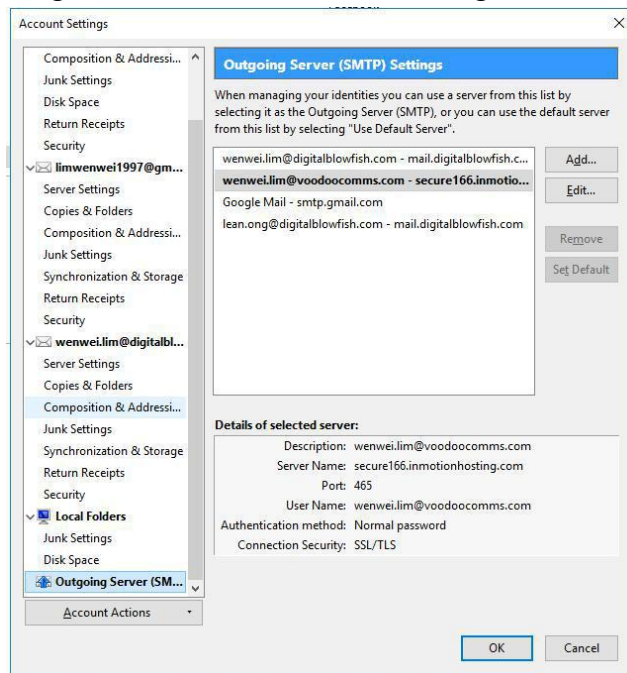 Account Settings
Composition & Addressi...
Junk Settings
Disk Space
Return Receipts
Security
limwenwei1997@gm...
Server Settings
Copies & Folders
Composition & Addressi...
Junk Settings
Synchronization & Storage
Return Receipts
Security
wenwei.lim@digitalbl...
Server Settings
Copies & Folders
Composition & Addressi...
Junk Settings
Synchronization & Storage
Return Receipts
Security
Local Folders
Junk Settings
Disk Space
Outgoing Server (SM...
Account Actions
Outgoing Server (SMTP) Settings
When managing your identities you can use a server from this list by
selecting it as the Outgoing Server (SMTP), or you can use the default server
from this list by selecting "Use Default Server".
wenwei.lim@digitalblowfish.com - mail.digitalblowfish.c...
wenwei.lim@voodoocomms.com - secure166.inmotio...
Google Mail - smtp.gmail.com
lean.ong@digitalblowfish.com - mail.digitalblowfish.com
Add...
Edit...
Remove
Set Default
Details of selected server:
Description: wenwei.lim@voodoocomms.com
Server Name: secure166.inmotionhosting.com
Port: 465
User Name: wenwei.lim@voodoocomms.com
Authentication method: Normal password
Connection Security: SSL/TLS
OK
Cancel